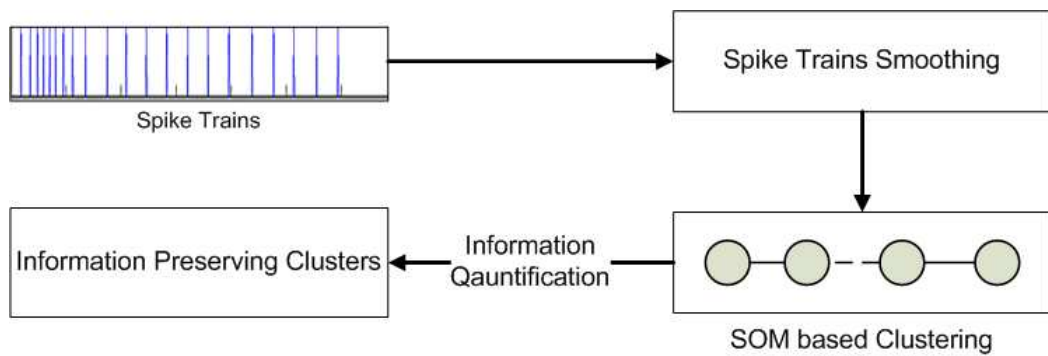 Spike Trains
Spike Trains Smoothing
Information Preserving Clusters
Information
Qauntification
SOM based Clustering